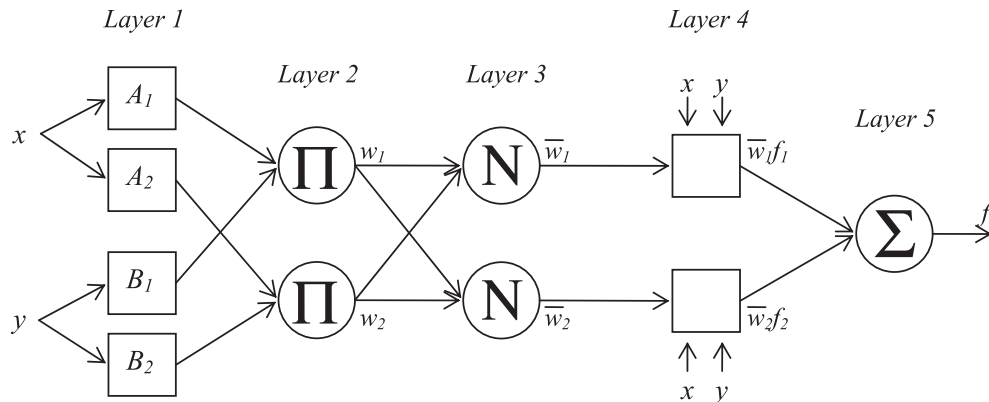 Layer 1
Layer 4
Layer 2
Layer 3
Layer 5
x
A1
A2
y
B1
B2
Π
w1
Π
w2
N
w̅1
N
w̅2
x y
w̅1f1
w̅2f2
x y
Σ
f